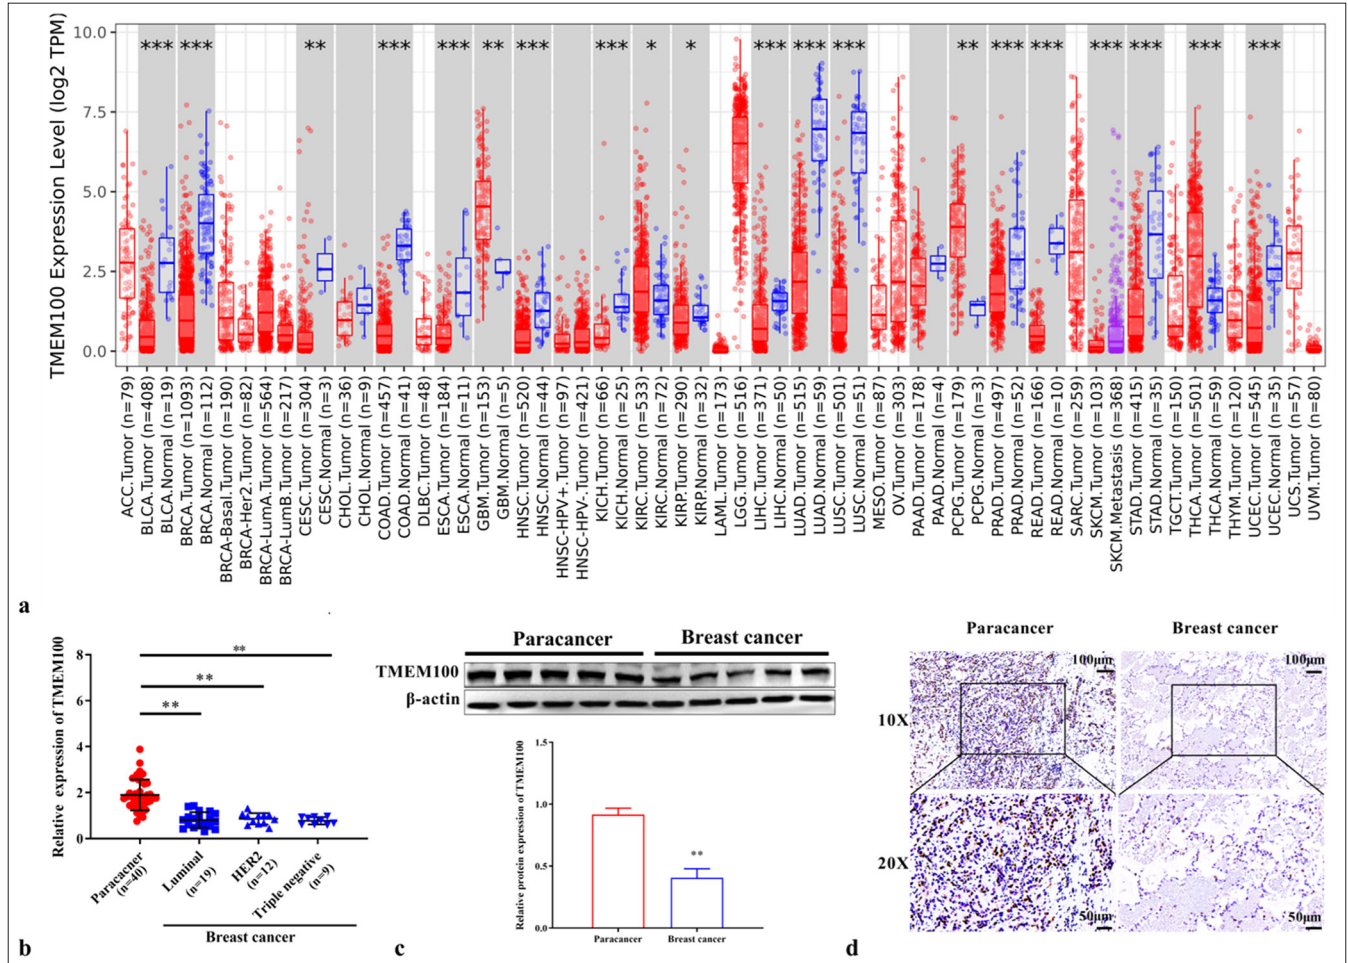 TMEM100 Expression Level (log2 TPM)
10.0
7.5
5.0
2.5
0.0
*** *** ** *** *** ** *** *** * * *** *** *** ** *** *** *** *** *** ***
ACC.Tumor (n=79)
BLCA.Tumor (n=408)
BLCA.Normal (n=19)
BRCA.Tumor (n=1093)
BRCA.Normal (n=112)
BRCA-Basal.Tumor (n=190)
BRCA-Her2.Tumor (n=82)
BRCA-LumA.Tumor (n=564)
BRCA-LumB.Tumor (n=217)
CESC.Tumor (n=304)
CESC.Normal (n=3)
CHOL.Tumor (n=36)
CHOL.Normal (n=9)
COAD.Tumor (n=457)
COAD.Normal (n=41)
DLBC.Tumor (n=48)
ESCA.Tumor (n=184)
ESCA.Normal (n=11)
GBM.Tumor (n=153)
GBM.Normal (n=5)
HNSC.Tumor (n=520)
HNSC.Normal (n=44)
HNSC-HPV+.Tumor (n=97)
HNSC-HPV-.Tumor (n=421)
KICH.Tumor (n=66)
KICH.Normal (n=25)
KIRC.Tumor (n=533)
KIRC.Normal (n=72)
KIRP.Tumor (n=290)
KIRP.Normal (n=32)
LAML.Tumor (n=173)
LGG.Tumor (n=516)
LIHC.Tumor (n=371)
LIHC.Normal (n=50)
LUAD.Tumor (n=515)
LUAD.Normal (n=59)
LUSC.Tumor (n=501)
LUSC.Normal (n=51)
MESO.Tumor (n=87)
OV.Tumor (n=303)
PAAD.Tumor (n=178)
PAAD.Normal (n=4)
PCPG.Tumor (n=179)
PCPG.Normal (n=3)
PRAD.Tumor (n=497)
PRAD.Normal (n=52)
READ.Tumor (n=166)
READ.Normal (n=10)
SARC.Tumor (n=259)
SKCM.Tumor (n=103)
SKCM.Metastasis (n=368)
STAD.Tumor (n=415)
STAD.Normal (n=35)
TGCT.Tumor (n=150)
THCA.Tumor (n=501)
THCA.Normal (n=59)
THYM.Tumor (n=120)
UCEC.Tumor (n=545)
UCEC.Normal (n=35)
UCS.Tumor (n=57)
UVM.Tumor (n=80)
a
Relative expression of TMEM100
8
6
4
2
0
**
**
**
Paracacner
(n=40)
Luminal
(n=19)
HER2
(n=12)
Triple negative
(n=9)
Breast cancer
b
Paracancer Breast cancer
TMEM100
β-actin
Relative protein expression of TMEM100
1.5
1.0
0.5
0.0
**
Paracancer Breast cancer
c
Paracancer Breast cancer
100μm 100μm
10X
20X
50μm 50μm
d